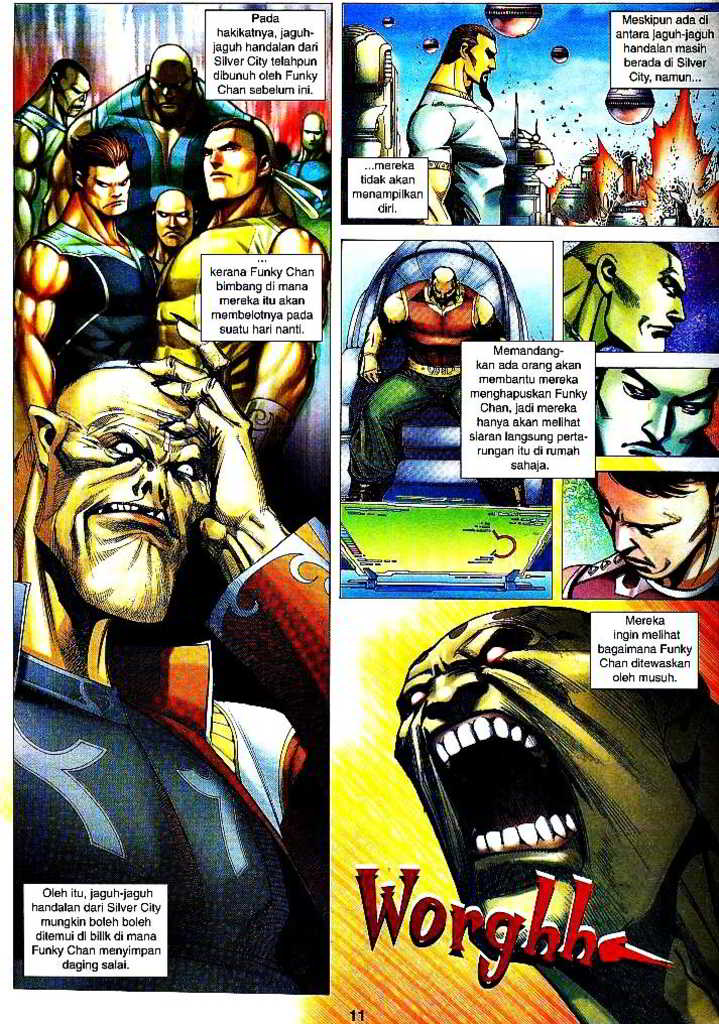 Pada
hakikatnya, jaguh-
jaguh handalan dari
Silver City telahpun
dibunuh oleh Funky
Chan sebelum ini.
...
kerana Funky Chan
bimbang di mana
mereka itu akan
membelotnya pada
suatu hari nanti.
Oleh itu, jaguh-jaguh
handalan dari Silver City
mungkin boleh boleh
ditemui di bilik di mana
Funky Chan menyimpan
daging salai.
Meskipun ada di
antara jaguh-jaguh
handalan masih
berada di Silver
City, namun...
...mereka
tidak akan
menampilkan
diri.
Memandang-
kan ada orang akan
membantu mereka
menghapuskan Funky
Chan, jadi mereka
hanya akan melihat
siaran langsung perta-
rungan itu di rumah
sahaja.
Mereka
ingin melihat
bagaimana Funky
Chan ditewaskan
oleh musuh.
Worghh
11